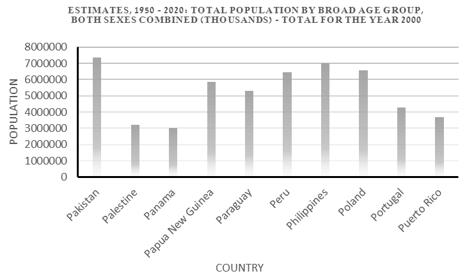 ESTIMATES, 1950 - 2020: TOTAL POPULATION BY BROAD AGE GROUP,
BOTH SEXES COMBINED (THOUSANDS) - TOTAL FOR THE YEAR 2000
POPULATION
8000000
7000000
6000000
5000000
4000000
3000000
2000000
1000000
0
Pakistan
Palestine
Panama
Papua New Guinea
Paraguay
Peru
Philippines
Poland
Portugal
Puerto Rico
COUNTRY